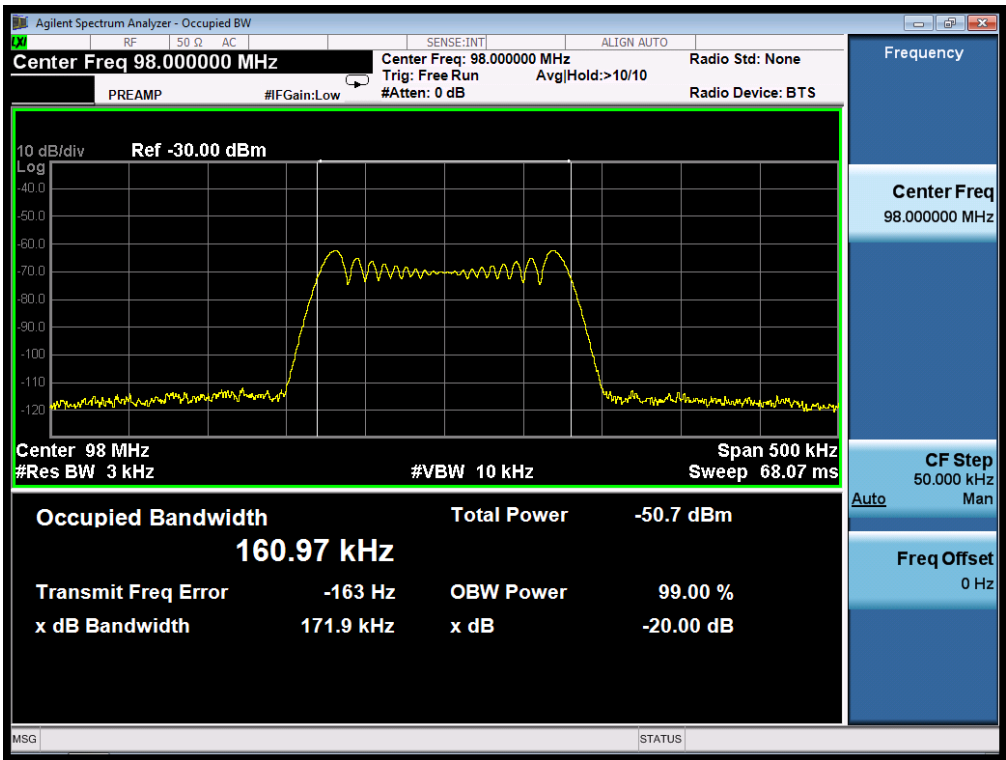 Agilent Spectrum Analyzer - Occupied BW
LXI RF 50 Ω AC SENSE:INT ALIGN AUTO
Center Freq 98.000000 MHz
Center Freq: 98.000000 MHz Radio Std: None
Trig: Free Run Avg|Hold:>10/10
PREAMP #IFGain:Low #Atten: 0 dB Radio Device: BTS
10 dB/div Ref -30.00 dBm
Log
-40.0
-50.0
-60.0
-70.0
-80.0
-90.0
-100
-110
-120
Center 98 MHz Span 500 kHz
#Res BW 3 kHz #VBW 10 kHz Sweep 68.07 ms
Occupied Bandwidth Total Power -50.7 dBm
160.97 kHz
Transmit Freq Error -163 Hz OBW Power 99.00 %
x dB Bandwidth 171.9 kHz x dB -20.00 dB
Frequency
Center Freq
98.000000 MHz
CF Step
50.000 kHz
Auto Man
Freq Offset
0 Hz
MSG STATUS